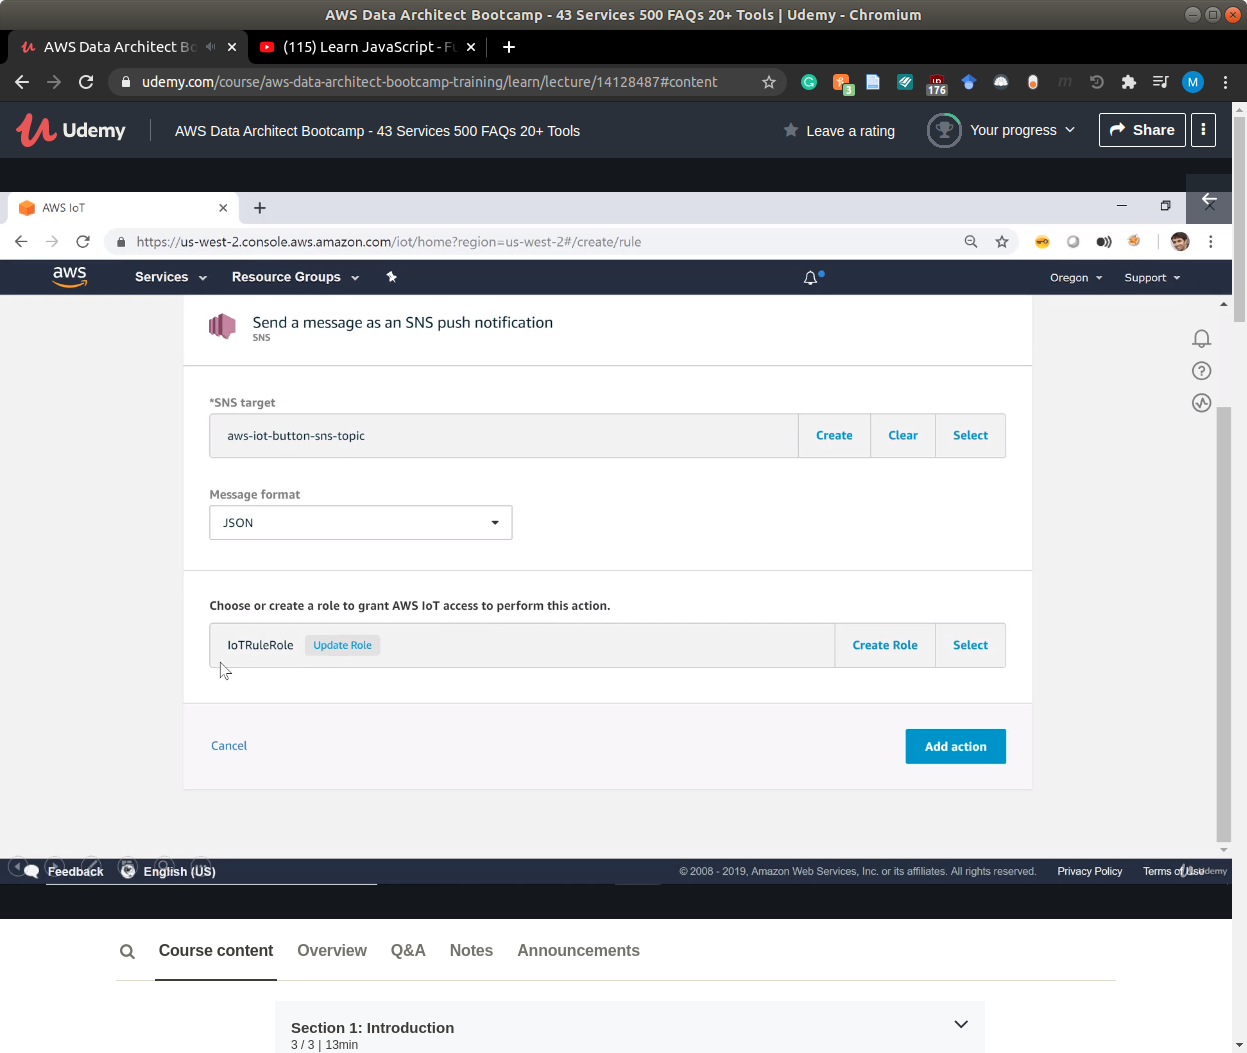 AWS Data Architect Bootcamp - 43 Services 500 FAQs 20+ Tools | Udemy - Chromium
AWS Data Architect Bo
(115) Learn JavaScript - Fu
udemy.com/course/aws-data-architect-bootcamp-training/learn/lecture/14128487#content
3
176
M
Udemy
AWS Data Architect Bootcamp - 43 Services 500 FAQs 20+ Tools
Leave a rating
Your progress
Share
AWS IoT
https://us-west-2.console.aws.amazon.com/iot/home?region=us-west-2#/create/rule
aws
Services
Resource Groups
Oregon
Support
Send a message as an SNS push notification
SNS
*SNS target
aws-iot-button-sns-topic
Create
Clear
Select
Message format
JSON
Choose or create a role to grant AWS IoT access to perform this action.
IoTRuleRole
Update Role
Create Role
Select
Cancel
Add action
Feedback
English (US)
© 2008 - 2019, Amazon Web Services, Inc. or its affiliates. All rights reserved.
Privacy Policy
Terms of Use
Udemy
Course content
Overview
Q&A
Notes
Announcements
Section 1: Introduction
3 / 3 | 13min